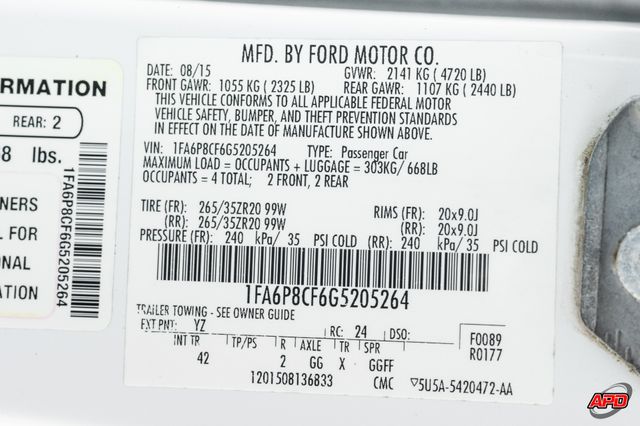 MFD. BY FORD MOTOR CO.
DATE: 08/15 GVWR: 2141 KG ( 4720 LB)
FRONT GAWR: 1055 KG ( 2325 LB) REAR GAWR: 1107 KG ( 2440 LB)
THIS VEHICLE CONFORMS TO ALL APPLICABLE FEDERAL MOTOR
VEHICLE SAFETY, BUMPER, AND THEFT PREVENTION STANDARDS
IN EFFECT ON THE DATE OF MANUFACTURE SHOWN ABOVE.
VIN: 1FA6P8CF6G5205264 TYPE: Passenger Car
MAXIMUM LOAD = OCCUPANTS + LUGGAGE = 303KG/ 668LB
OCCUPANTS = 4 TOTAL; 2 FRONT, 2 REAR
TIRE (FR): 265/35ZR20 99W RIMS (FR): 20x9.0J
(RR): 265/35ZR20 99W (RR): 20x9.0J
PRESSURE (FR): 240 kPa/ 35 PSI COLD (RR): 240 kPa/ 35 PSI COLD
1FA6P8CF6G5205264
TRAILER TOWING - SEE OWNER GUIDE
EXT PNT: YZ RC: 24 DSO: F0089
INT TR TP/PS R AXLE TR SPR R0177
42 2 GG X GGFF
1201508136833 CMC 5U5A-5420472-AA
ORMATION
REAR: 2
8 lbs.
NERS
L FOR
ONAL
1FA6P8CF6G5205264
APD